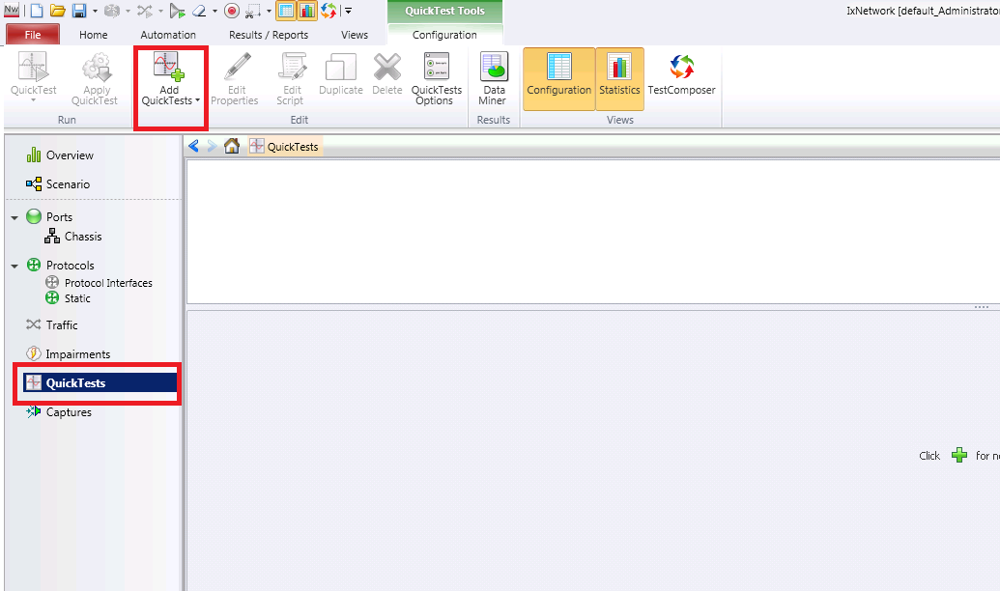 Nw
QuickTest Tools
IxNetwork [default_Administrator
File
Home
Automation
Results / Reports
Views
Configuration
QuickTest
Apply QuickTest
Add QuickTests
Edit Properties
Edit Script
Duplicate
Delete
QuickTests Options
Data Miner
Configuration
Statistics
TestComposer
Run
Edit
Results
Views
QuickTests
Overview
Scenario
Ports
Chassis
Protocols
Protocol Interfaces
Static
Traffic
Impairments
QuickTests
Captures
Click
for